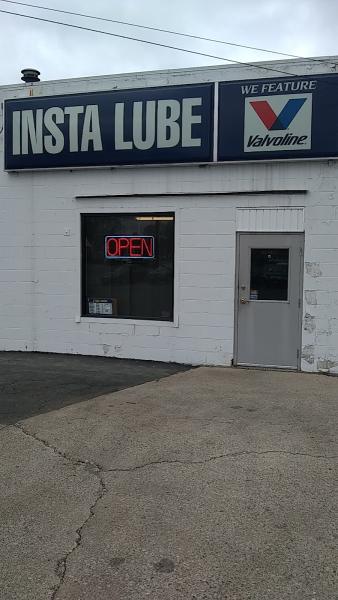 INSTA LUBE
WE FEATURE
Valvoline
OPEN